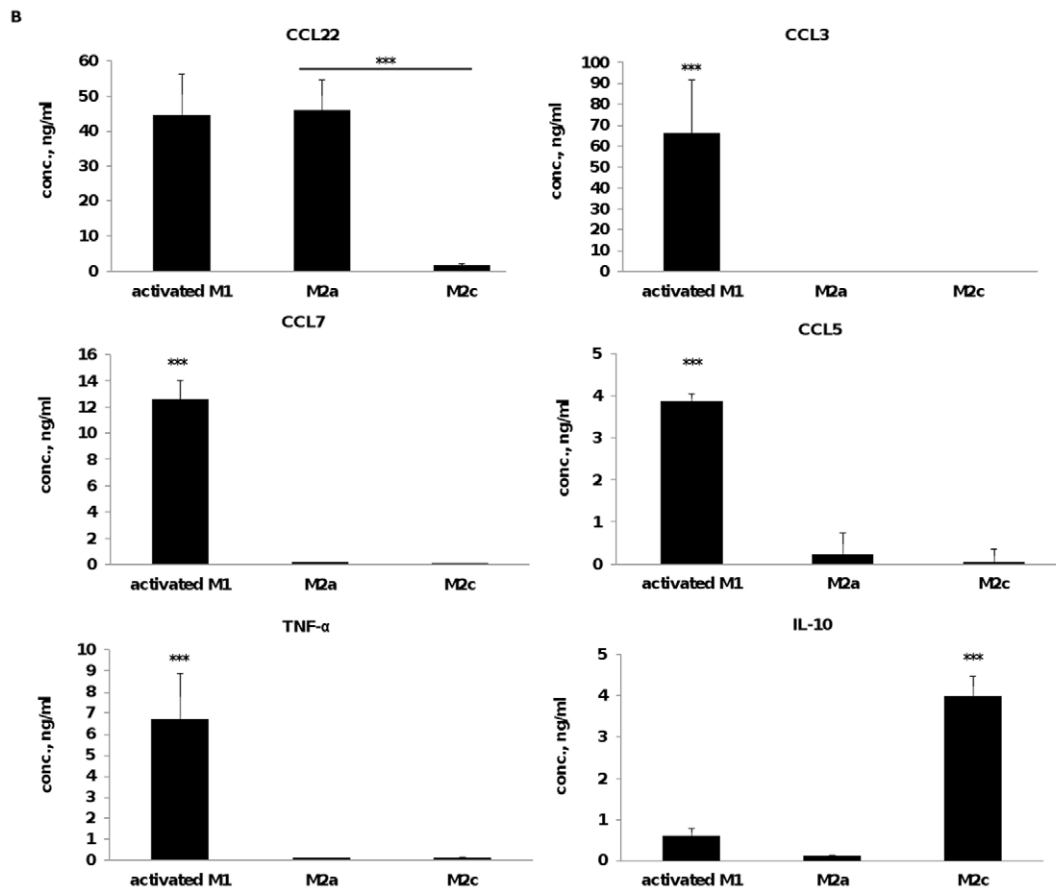 B
CCL22
***
conc., ng/ml
60
50
40
30
20
10
0
activated M1 M2a M2c
CCL3
***
conc., ng/ml
100
90
80
70
60
50
40
30
20
10
0
activated M1 M2a M2c
CCL7
***
conc., ng/ml
16
14
12
10
8
6
4
2
0
activated M1 M2a M2c
CCL5
***
conc., ng/ml
5
4
3
2
1
0
activated M1 M2a M2c
TNF-α
***
conc., ng/ml
10
9
8
7
6
5
4
3
2
1
0
activated M1 M2a M2c
IL-10
***
conc., ng/ml
5
4
3
2
1
0
activated M1 M2a M2c